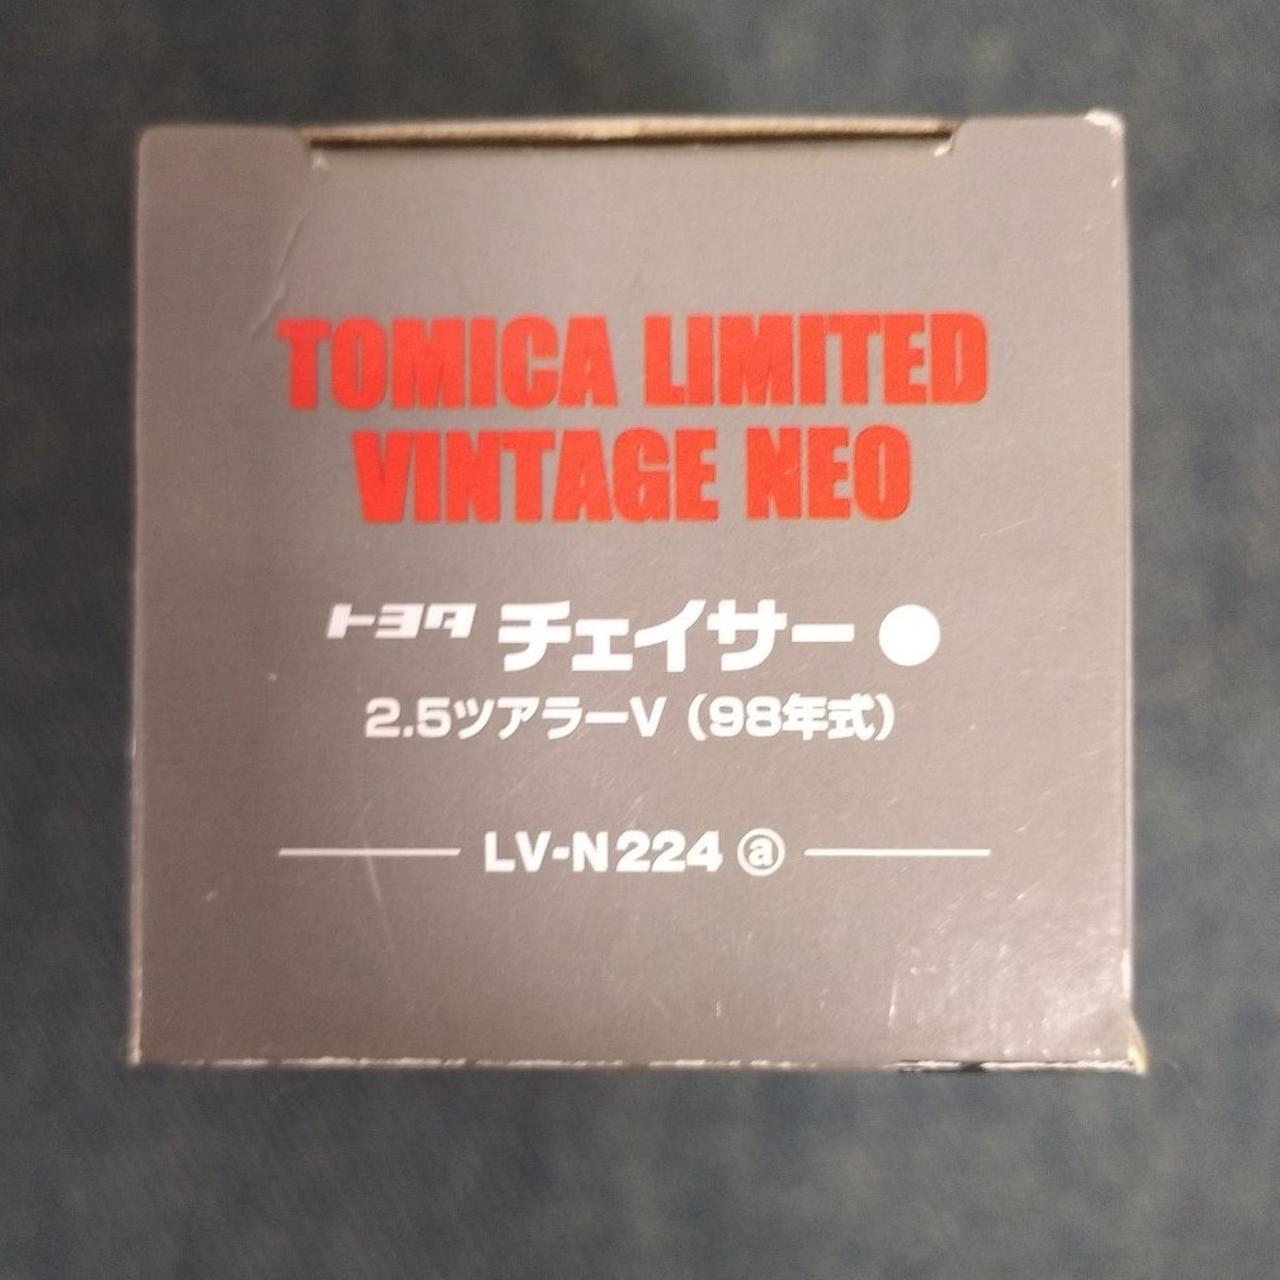 TOMICA LIMITED
VINTAGE NEO
トヨタ チェイサー ●
2.5ツアラーV（98年式）
LV-N224 ⓐ